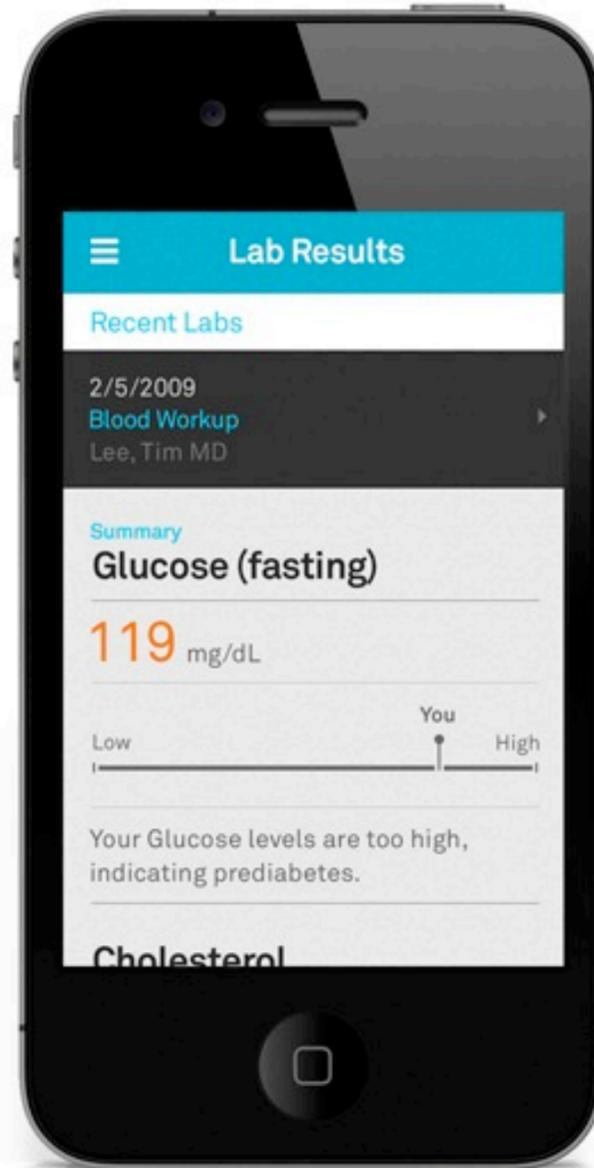 Lab Results
Recent Labs
2/5/2009
Blood Workup
Lee, Tim MD
Summary
Glucose (fasting)
119 mg/dL
You
Low High
Your Glucose levels are too high,
indicating prediabetes.
Cholesterol